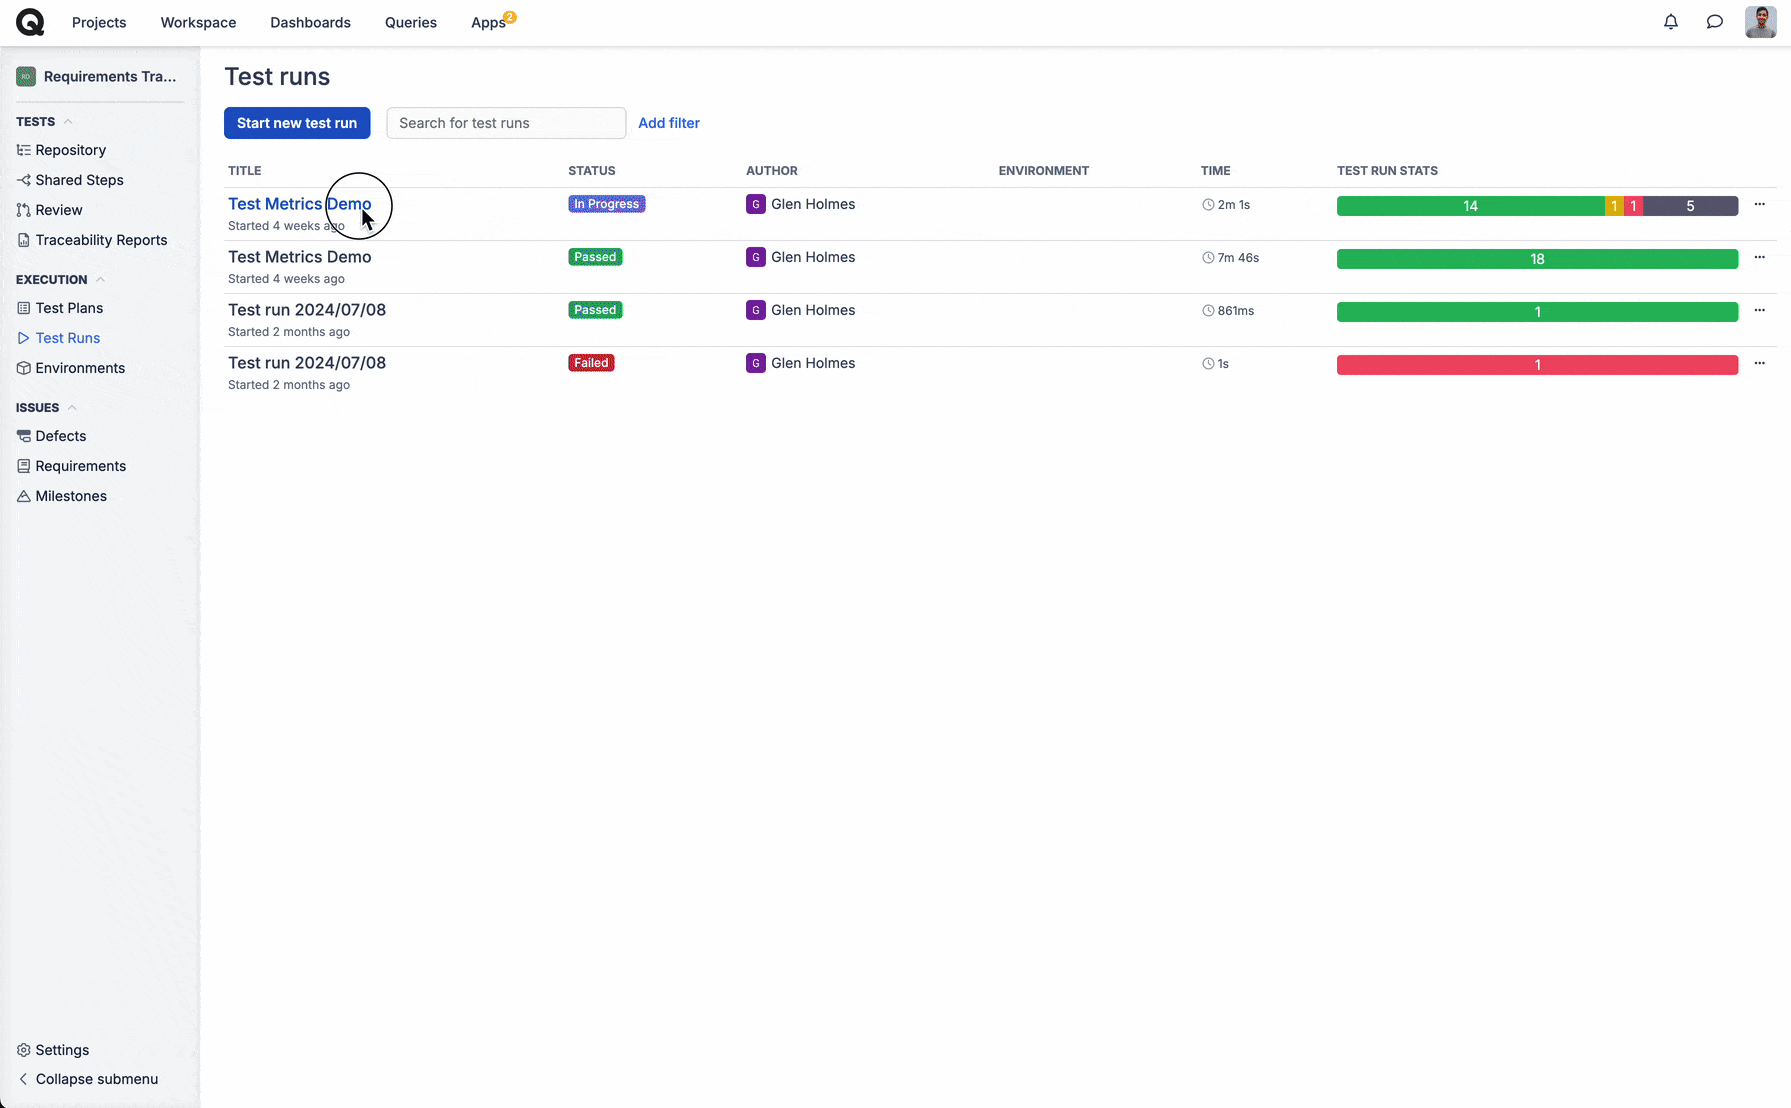 Projects
Workspace
Dashboards
Queries
Apps
2
Requirements Tra...
TESTS
Repository
Shared Steps
Review
Traceability Reports
EXECUTION
Test Plans
Test Runs
Environments
ISSUES
Defects
Requirements
Milestones
Settings
Collapse submenu
Test runs
Start new test run
Search for test runs
Add filter
TITLE STATUS AUTHOR ENVIRONMENT TIME TEST RUN STATS
Test Metrics Demo In Progress G Glen Holmes 2m 1s 14 1 1 5
Started 4 weeks ago
Test Metrics Demo Passed G Glen Holmes 7m 46s 18
Started 4 weeks ago
Test run 2024/07/08 Passed G Glen Holmes 861ms 1
Started 2 months ago
Test run 2024/07/08 Failed G Glen Holmes 1s 1
Started 2 months ago